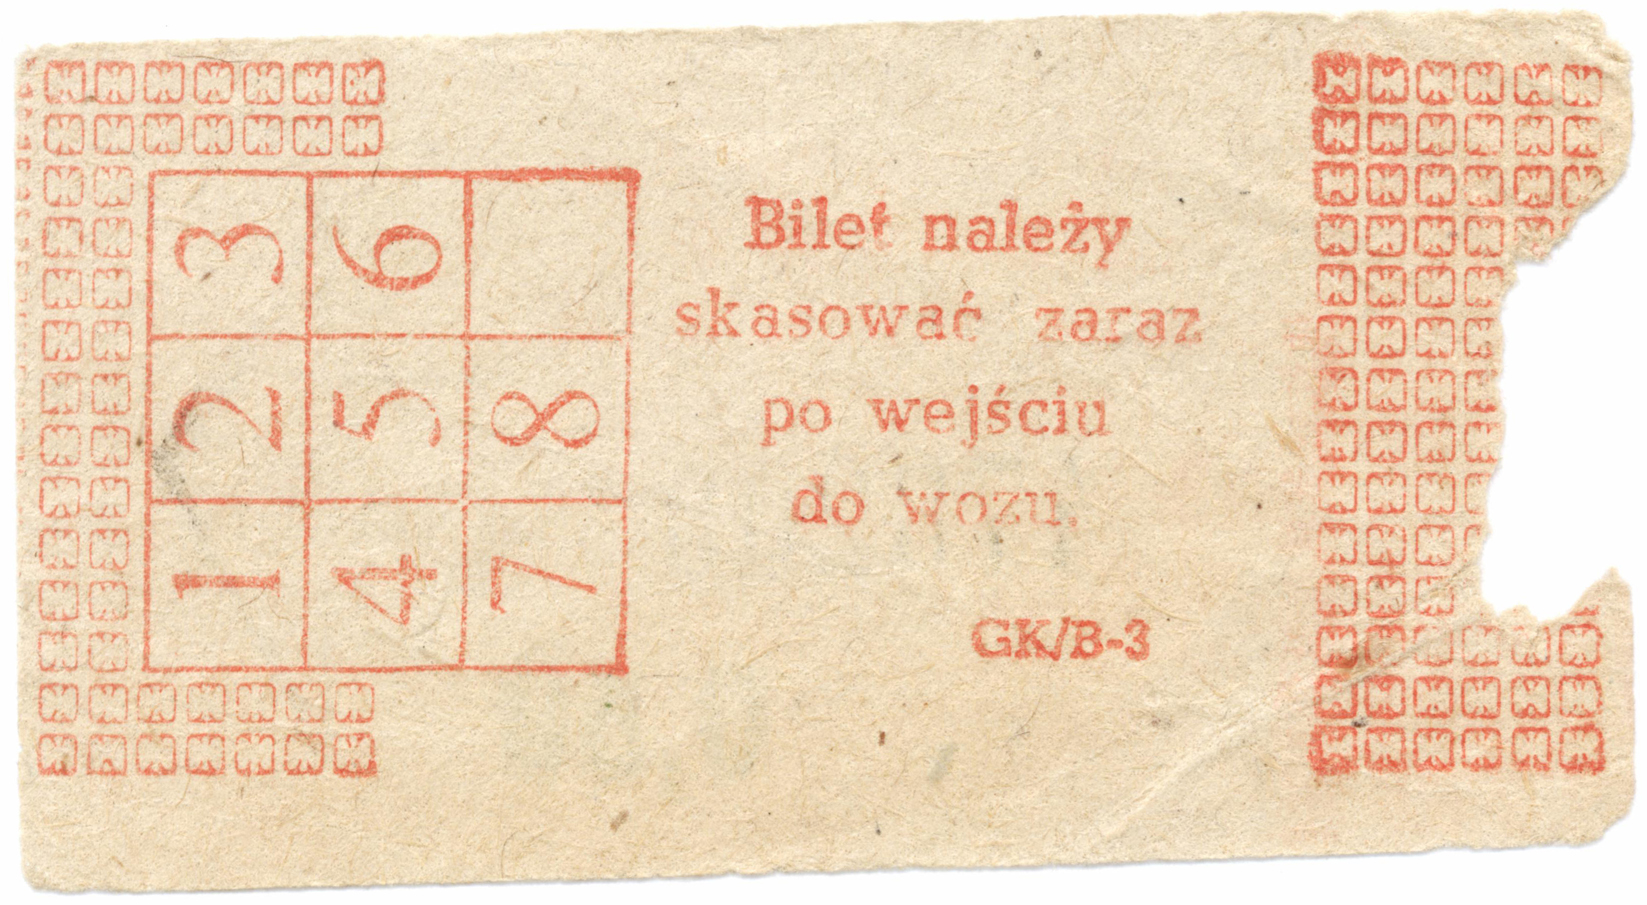 3 6
2 5 8
1 4 7
Bilet należy
skasować zaraz
po wejściu
do wozu.
GK/B-3